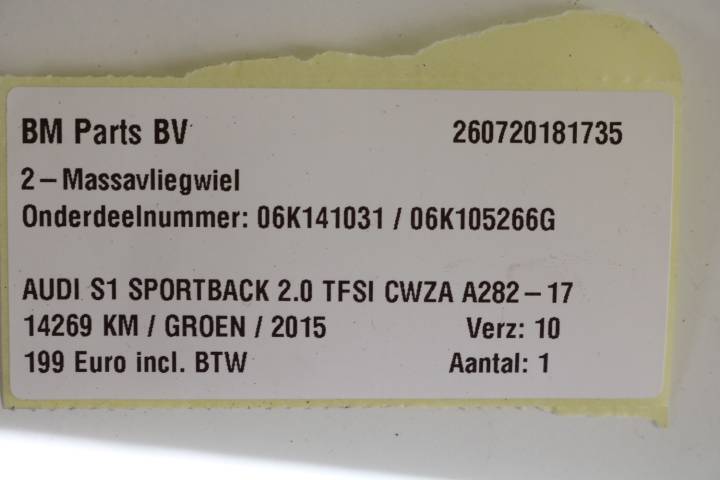 BM Parts BV 260720181735
2-Massavliegwiel
Onderdeelnummer: 06K141031 / 06K105266G
AUDI S1 SPORTBACK 2.0 TFSI CWZA A282-17
14269 KM / GROEN / 2015 Verz: 10
199 Euro incl. BTW Aantal: 1